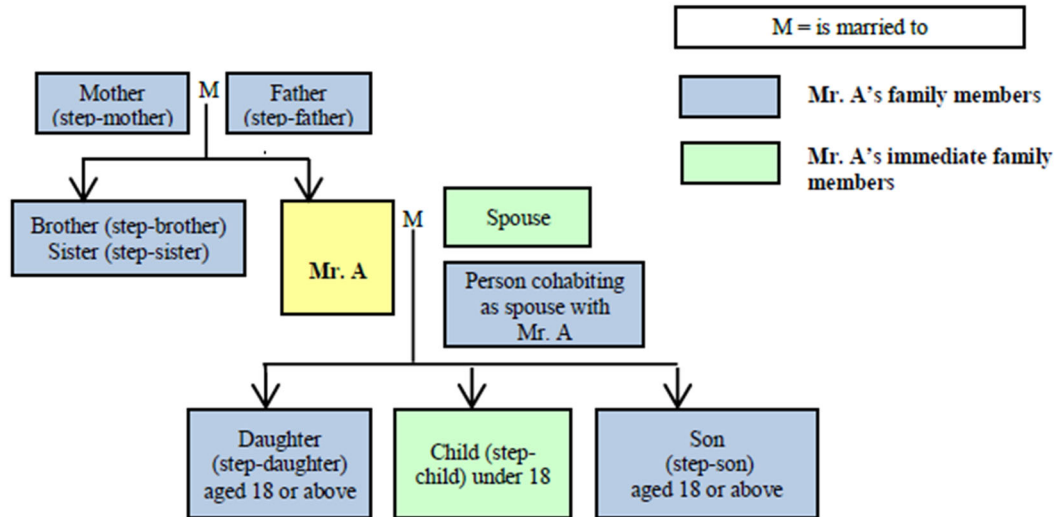 M = is married to
Mother
(step-mother)
M
Father
(step-father)
Mr. A's family members
Mr. A's immediate family
members
Brother (step-brother)
Sister (step-sister)
Mr. A
M
Spouse
Person cohabiting
as spouse with
Mr. A
Daughter
(step-daughter)
aged 18 or above
Child (step-
child) under 18
Son
(step-son)
aged 18 or above